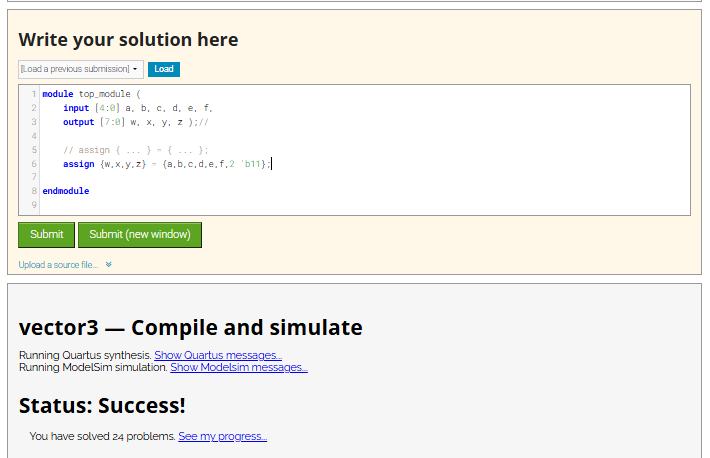 Write your solution here
[Load a previous submission] Load
1 module top_module (
2 input [4:0] a, b, c, d, e, f,
3 output [7:0] w, x, y, z );//
4
5 // assign { ... } = { ... };
6 assign {w,x,y,z} = {a,b,c,d,e,f,2 'b11};
7
8 endmodule
9
Submit Submit (new window)
Upload a source file...
vector3 — Compile and simulate
Running Quartus synthesis. Show Quartus messages...
Running ModelSim simulation. Show Modelsim messages...
Status: Success!
You have solved 24 problems. See my progress...